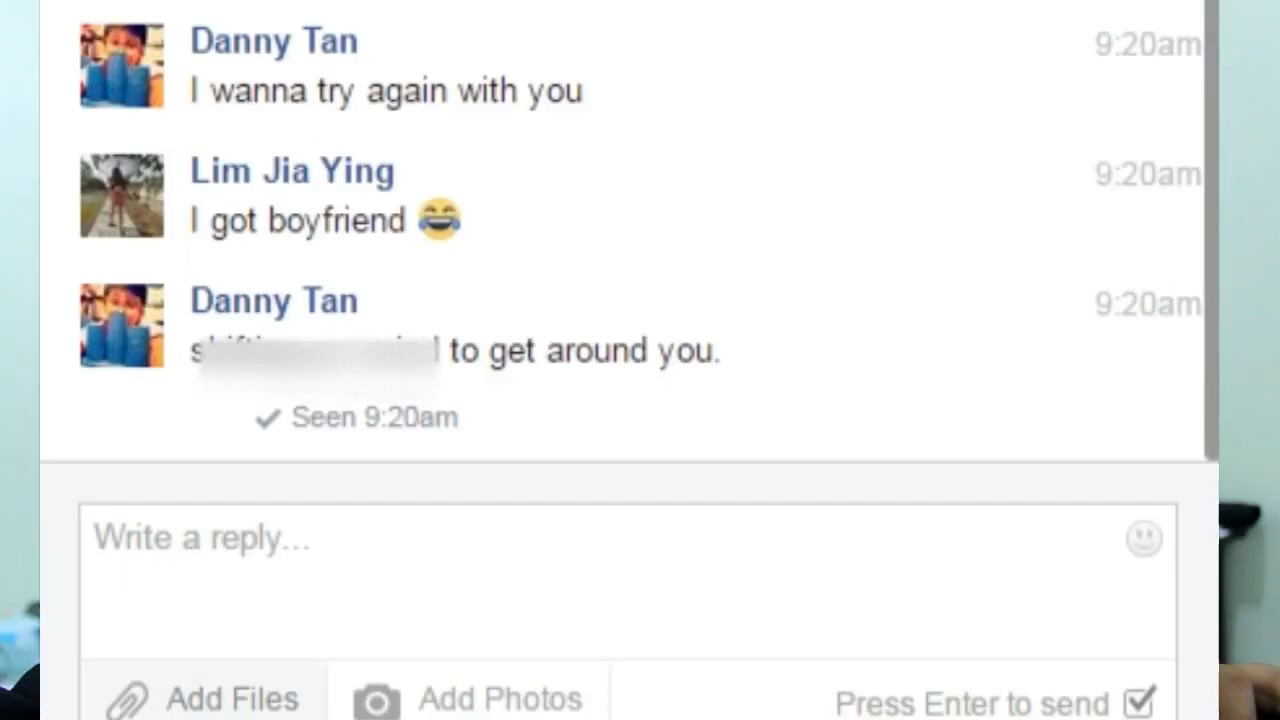 Danny Tan
9:20am
I wanna try again with you
Lim Jia Ying
9:20am
I got boyfriend 😂
Danny Tan
9:20am
to get around you.
✓ Seen 9:20am
Write a reply...
Add Files
Add Photos
Press Enter to send